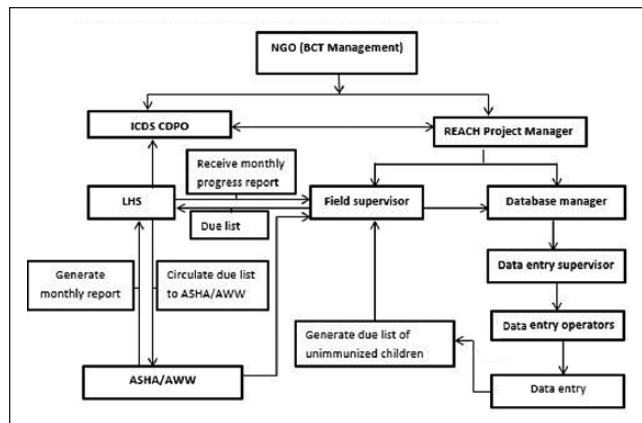 NGO (BCT Management)
ICDS CDPO
REACH Project Manager
Receive monthly
progress report
LHS
Field supervisor
Database manager
Due list
Generate
monthly report
Circulate due list
to ASHA/AWW
Data entry supervisor
Generate due list of
unimmunized children
Data entry operators
ASHA/AWW
Data entry